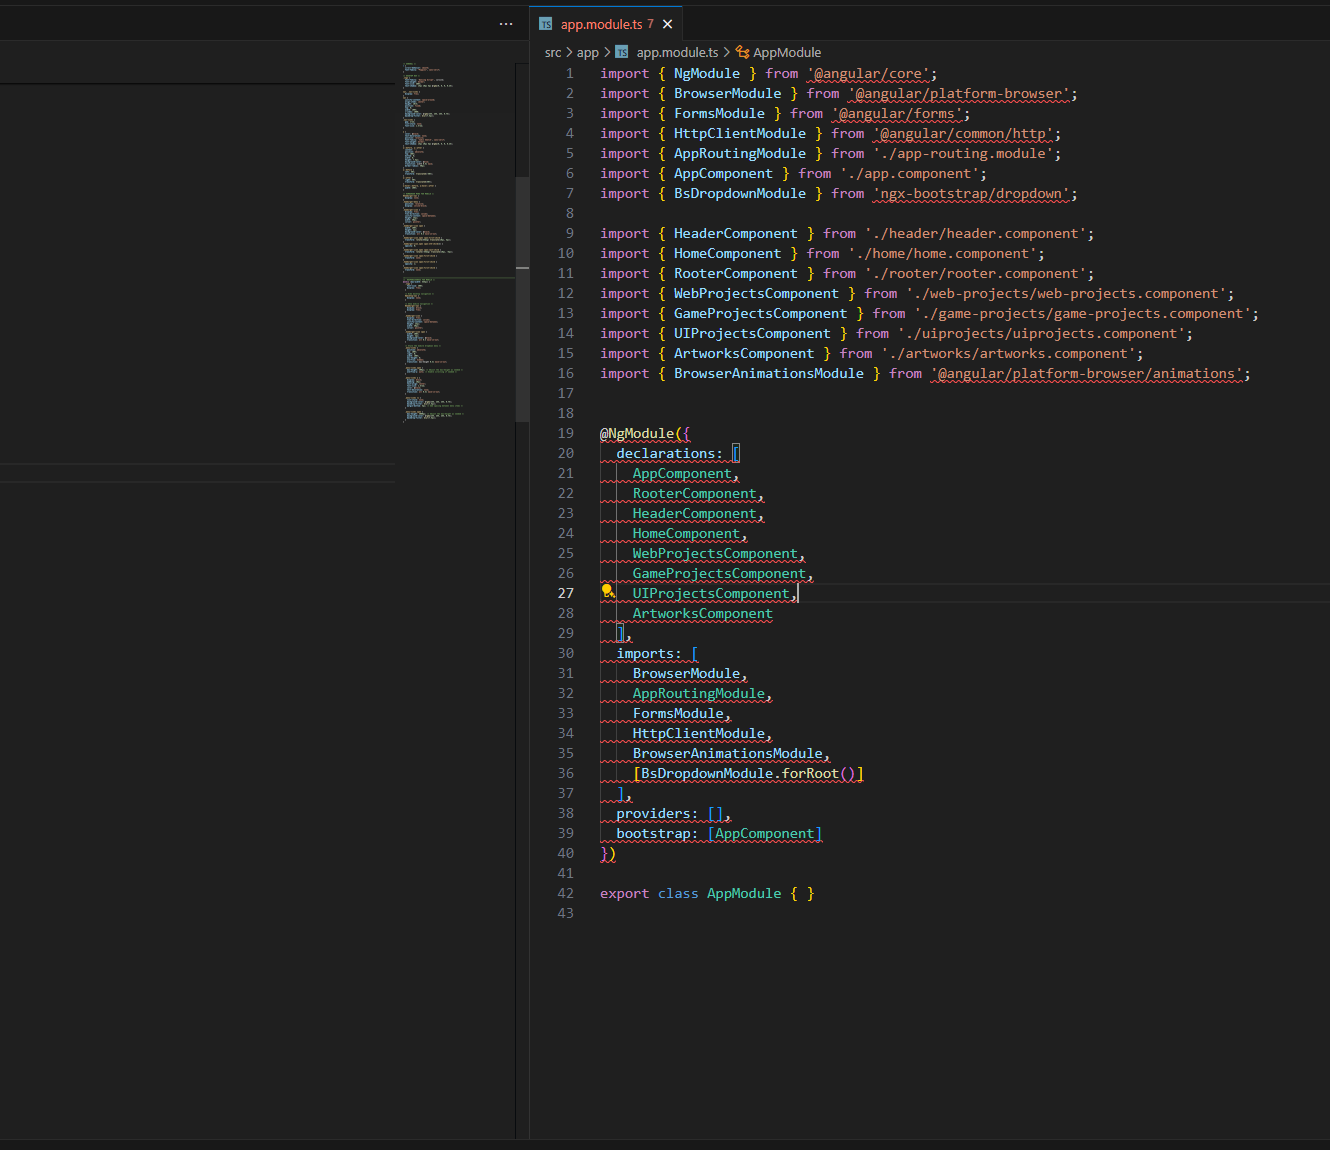 ...
TS app.module.ts 7 ×
src > app > TS app.module.ts > AppModule
1 import { NgModule } from '@angular/core';
2 import { BrowserModule } from '@angular/platform-browser';
3 import { FormsModule } from '@angular/forms';
4 import { HttpClientModule } from '@angular/common/http';
5 import { AppRoutingModule } from './app-routing.module';
6 import { AppComponent } from './app.component';
7 import { BsDropdownModule } from 'ngx-bootstrap/dropdown';
8
9 import { HeaderComponent } from './header/header.component';
10 import { HomeComponent } from './home/home.component';
11 import { RooterComponent } from './rooter/rooter.component';
12 import { WebProjectsComponent } from './web-projects/web-projects.component';
13 import { GameProjectsComponent } from './game-projects/game-projects.component';
14 import { UIProjectsComponent } from './uiprojects/uiprojects.component';
15 import { ArtworksComponent } from './artworks/artworks.component';
16 import { BrowserAnimationsModule } from '@angular/platform-browser/animations';
17
18
19 @NgModule({
20   declarations: [
21     AppComponent,
22     RooterComponent,
23     HeaderComponent,
24     HomeComponent,
25     WebProjectsComponent,
26     GameProjectsComponent,
27     UIProjectsComponent,
28     ArtworksComponent
29   ],
30   imports: [
31     BrowserModule,
32     AppRoutingModule,
33     FormsModule,
34     HttpClientModule,
35     BrowserAnimationsModule,
36     [BsDropdownModule.forRoot()]
37   ],
38   providers: [],
39   bootstrap: [AppComponent]
40 })
41
42 export class AppModule { }
43